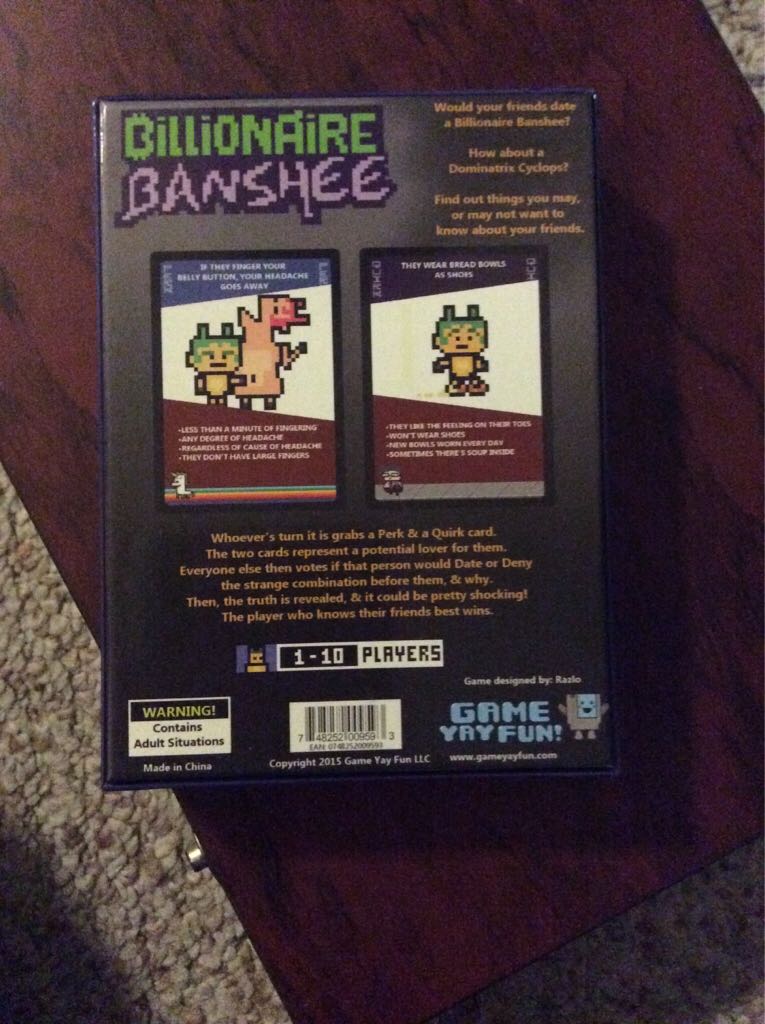 BILLIONAIRE
BANSHEE
Would your friends date
a Billionaire Banshee?
How about a
Dominatrix Cyclops?
Find out things you may,
or may not want to
know about your friends.
IF THEY FINGER YOUR
BELLY BUTTON, YOUR HEADACHE
GOES AWAY
•LESS THAN A MINUTE OF FINGERING
•ANY DEGREE OF HEADACHE
•REGARDLESS OF CAUSE OF HEADACHE
•THEY DON'T HAVE LARGE FINGERS
THEY WEAR BREAD BOWLS
AS SHOES
•THEY LIKE THE FEELING ON THEIR TOES
•WON'T WEAR SHOES
•NEW BOWLS WORN EVERY DAY
•SOMETIMES THERE'S SOUP INSIDE
Whoever's turn it is grabs a Perk & a Quirk card.
The two cards represent a potential lover for them.
Everyone else then votes if that person would Date or Deny
the strange combination before them, & why.
Then, the truth is revealed, & it could be pretty shocking!
The player who knows their friends best wins.
1-10 PLAYERS
Game designed by: Razlo
WARNING!
Contains
Adult Situations
Made in China
7 48252 00959 3
EAN: 0748252009593
Copyright 2015 Game Yay Fun LLC
GAME
YAY FUN!
www.gameyayfun.com